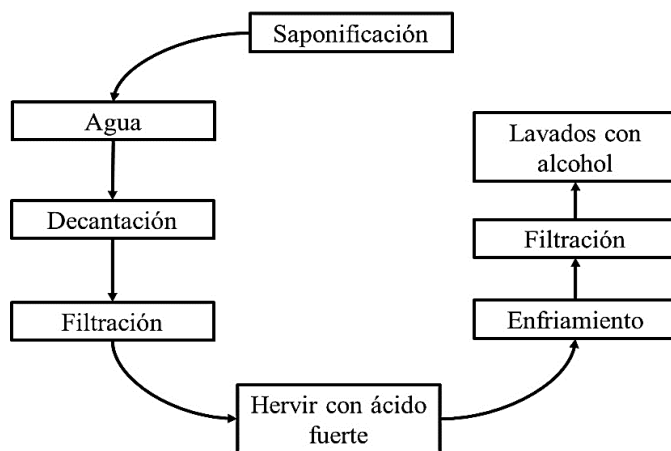 Saponificación
Agua
Decantación
Filtración
Hervir con ácido
fuerte
Enfriamiento
Filtración
Lavados con
alcohol